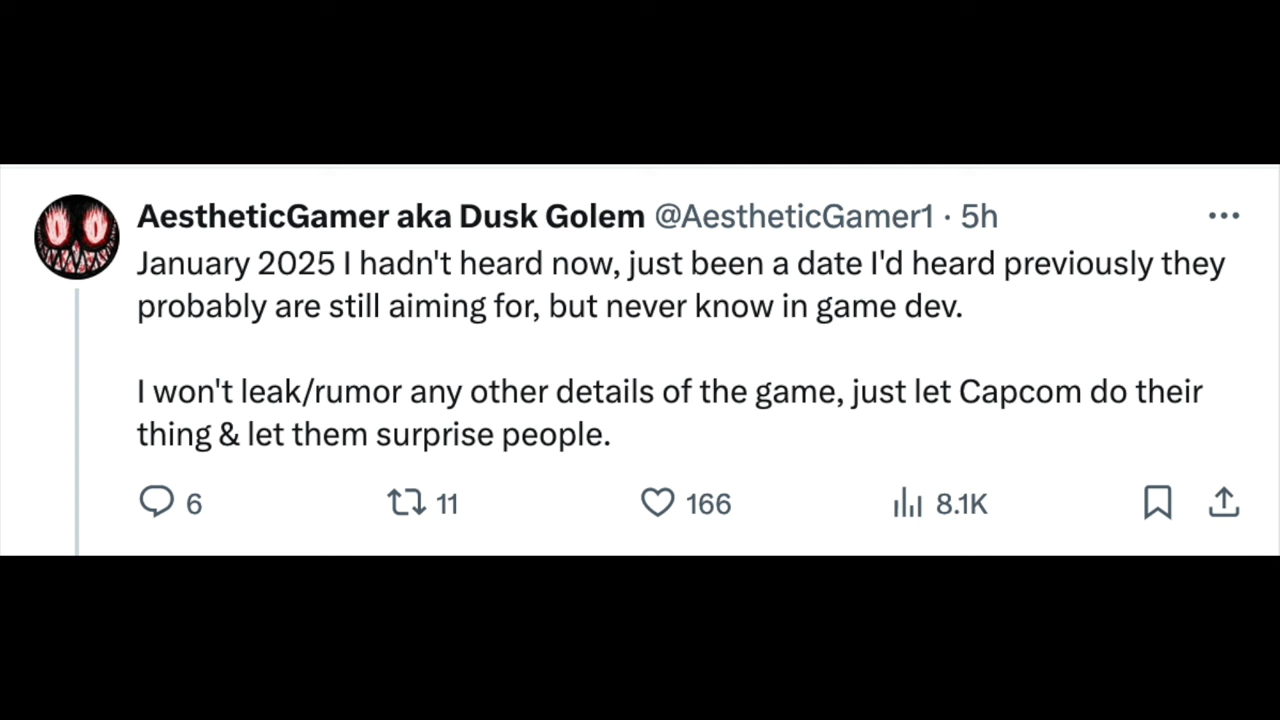 AestheticGamer aka Dusk Golem @AestheticGamer1 · 5h
January 2025 I hadn't heard now, just been a date I'd heard previously they
probably are still aiming for, but never know in game dev.
I won't leak/rumor any other details of the game, just let Capcom do their
thing & let them surprise people.
6 11 166 8.1K